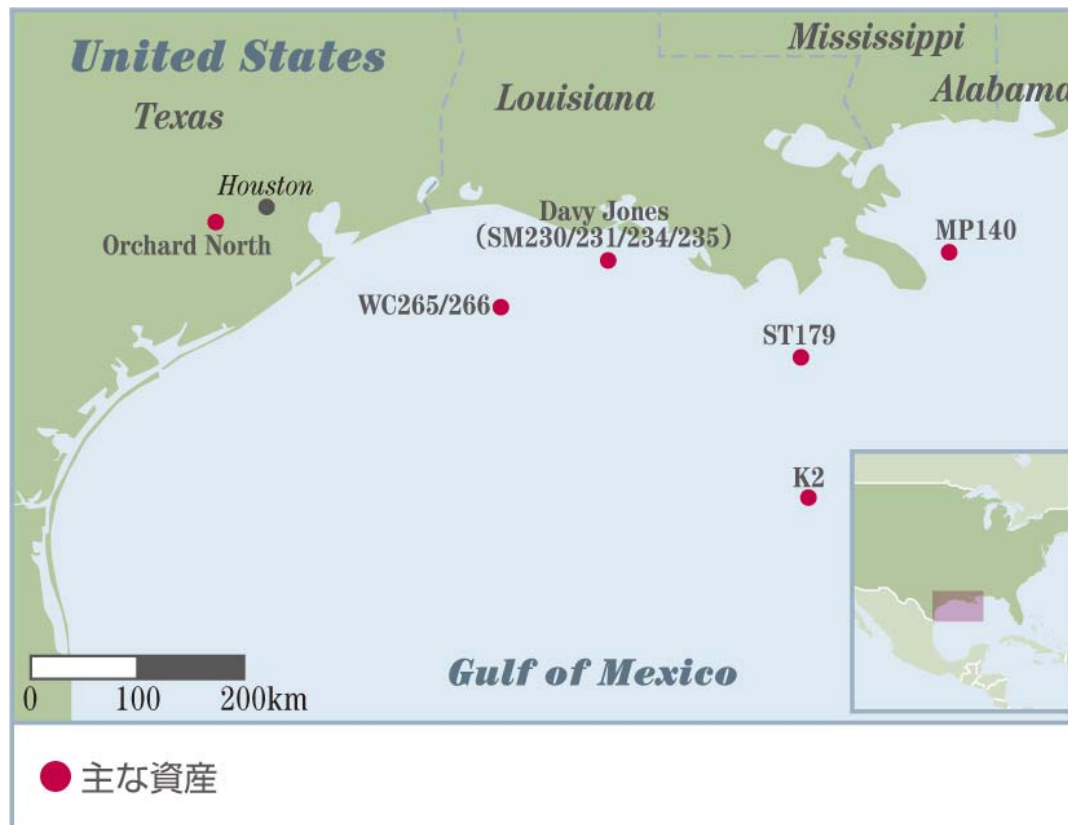 United States
Mississippi
Louisiana
Alabama
Texas
Houston
Orchard North
Davy Jones
（SM230/231/234/235）
MP140
WC265/266
ST179
K2
Gulf of Mexico
0 100 200km
主な資産